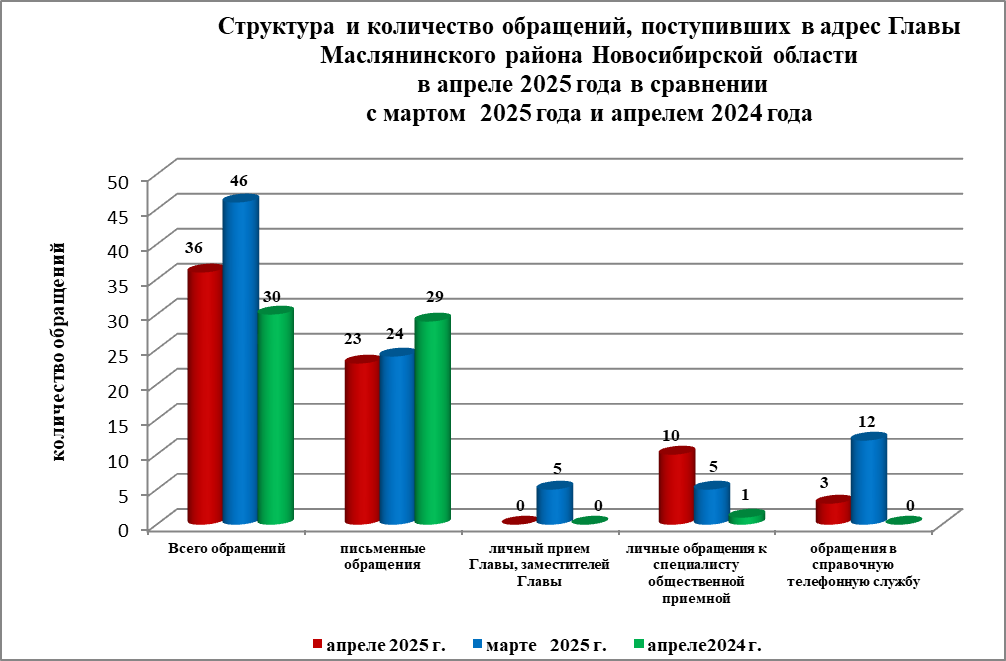 Структура и количество обращений, поступивших в адрес Главы
Маслянинского района Новосибирской области
в апреле 2025 года в сравнении
с мартом 2025 года и апрелем 2024 года
количество обращений
50
45
40
35
30
25
20
15
10
5
0
36
46
30
23
24
29
0
5
0
10
5
1
3
12
0
Всего обращений
письменные
обращения
личный прием
Главы, заместителей
Главы
личные обращения к
специалисту
общественной
приемной
обращения в
справочную
телефонную службу
апреле 2025 г.
марте 2025 г.
апреле2024 г.